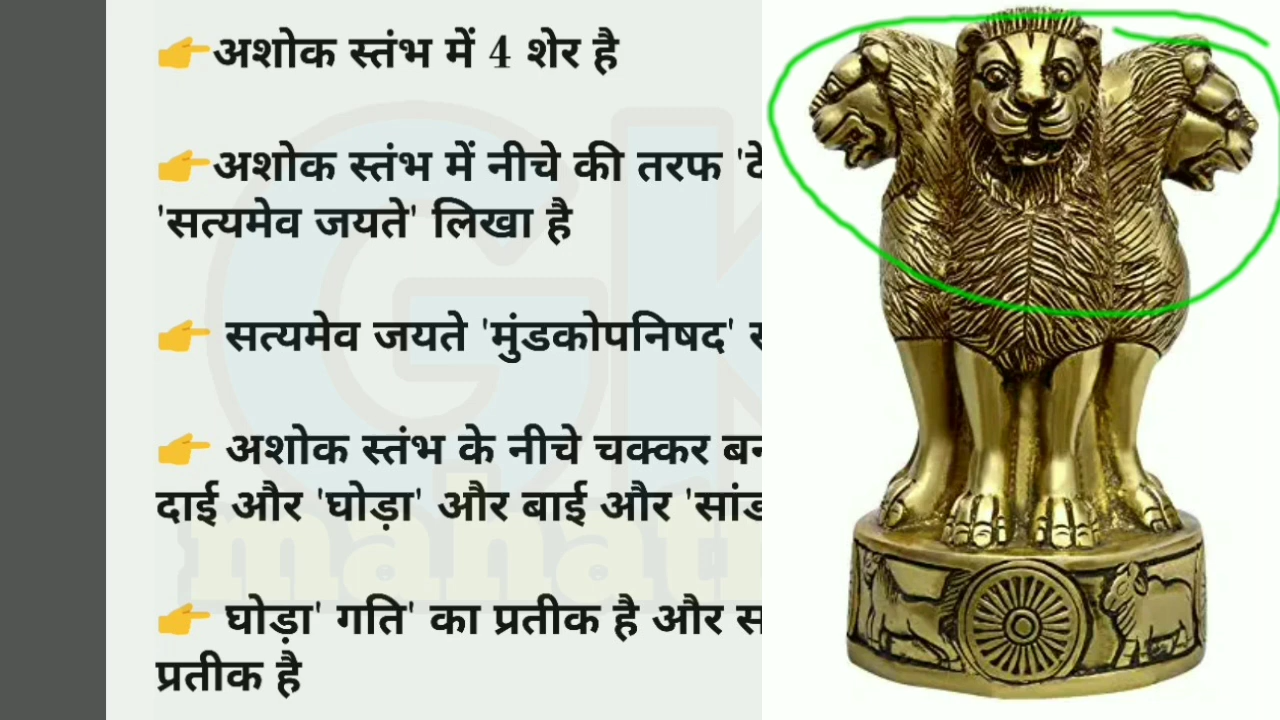 👉अशोक स्तंभ में 4 शेर है
👉अशोक स्तंभ में नीचे की तरफ
'सत्यमेव जयते' लिखा है
👉 सत्यमेव जयते 'मुंडकोपनिषद'
👉 अशोक स्तंभ के नीचे चक्कर
दाई और 'घोड़ा' और बाई और
👉 घोड़ा' गति' का प्रतीक है और
प्रतीक है